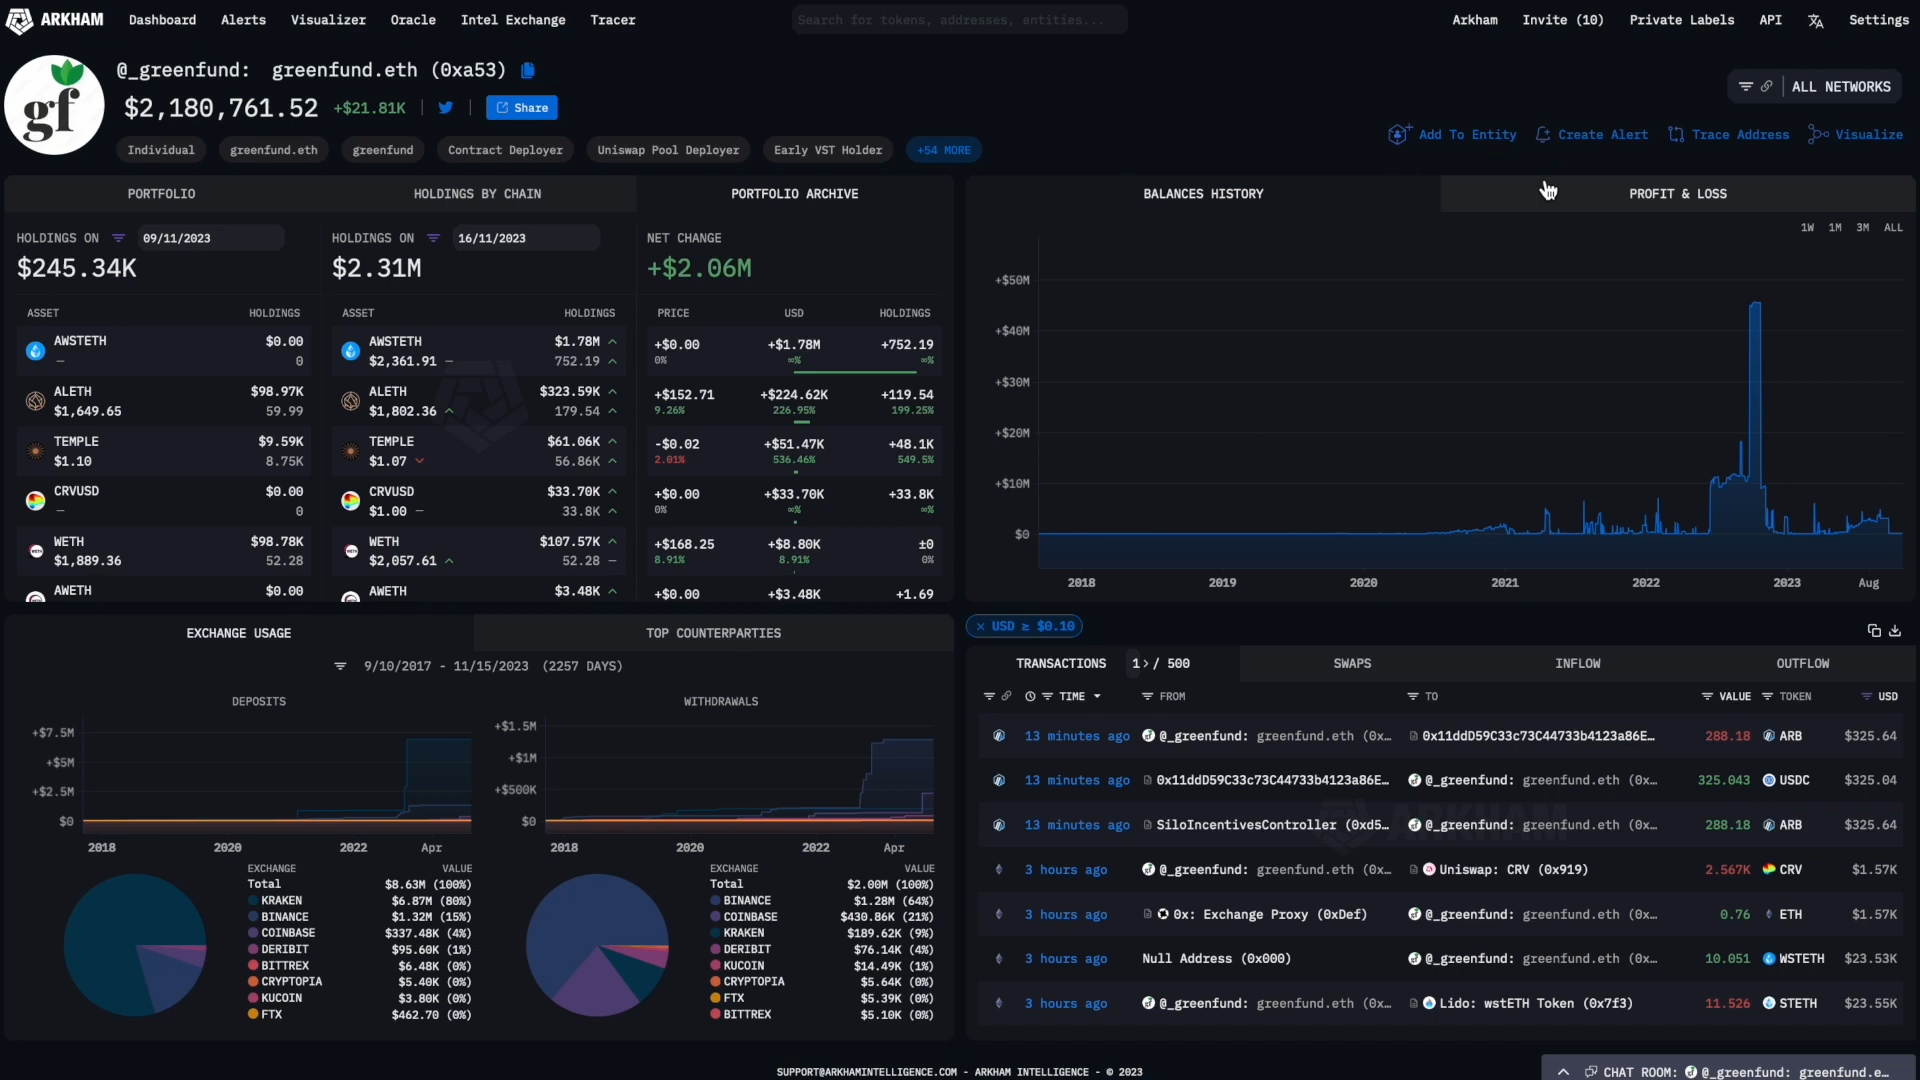 ARKHAM Dashboard Alerts Visualizer Oracle Intel Exchange Tracer Search for tokens, addresses, entities... Arkham Invite (10) Private Labels API Settings
gf
@_greenfund: greenfund.eth (0xa53)
$2,180,761.52 +$21.81K Share
Individual greenfund.eth greenfund Contract Deployer Uniswap Pool Deployer Early VST Holder +54 MORE
ALL NETWORKS
Add To Entity Create Alert Trace Address Visualize
PORTFOLIO HOLDINGS BY CHAIN PORTFOLIO ARCHIVE
HOLDINGS ON 09/11/2023
$245.34K
ASSET HOLDINGS
AWSTETH $0.00
— 0
ALETH $98.97K
$1,649.65 59.99
TEMPLE $9.59K
$1.10 8.75K
CRVUSD $0.00
— 0
WETH $98.78K
$1,889.36 52.28
AWETH $0.00
HOLDINGS ON 16/11/2023
$2.31M
ASSET HOLDINGS
AWSTETH $1.78M
$2,361.91 — 752.19
ALETH $323.59K
$1,802.36 179.54
TEMPLE $61.06K
$1.07 56.86K
CRVUSD $33.70K
$1.00 — 33.8K
WETH $107.57K
$2,057.61 52.28 —
AWETH $3.48K
NET CHANGE
+$2.06M
PRICE USD HOLDINGS
+$0.00 +$1.78M +752.19
0% ∞% ∞%
+$152.71 +$224.62K +119.54
9.26% 226.95% 199.25%
-$0.02 +$51.47K +48.1K
2.01% 536.46% 549.5%
+$0.00 +$33.70K +33.8K
0% ∞% ∞%
+$168.25 +$8.80K ±0
8.91% 8.91% 0%
+$0.00 +$3.48K +1.69
BALANCES HISTORY PROFIT & LOSS
1W 1M 3M ALL
+$50M
+$40M
+$30M
+$20M
+$10M
$0
2018 2019 2020 2021 2022 2023 Aug
EXCHANGE USAGE TOP COUNTERPARTIES
9/10/2017 - 11/15/2023 (2257 DAYS)
DEPOSITS
+$7.5M
+$5M
+$2.5M
$0
2018 2020 2022 Apr
EXCHANGE VALUE
Total $8.63M (100%)
KRAKEN $6.87M (80%)
BINANCE $1.32M (15%)
COINBASE $337.48K (4%)
DERIBIT $95.60K (1%)
BITTREX $6.48K (0%)
CRYPTOPIA $5.40K (0%)
KUCOIN $3.80K (0%)
FTX $462.70 (0%)
WITHDRAWALS
+$1.5M
+$1M
+$500K
$0
2018 2020 2022 Apr
EXCHANGE VALUE
Total $2.00M (100%)
BINANCE $1.28M (64%)
COINBASE $430.86K (21%)
KRAKEN $189.62K (9%)
DERIBIT $76.14K (4%)
KUCOIN $14.49K (1%)
CRYPTOPIA $5.64K (0%)
FTX $5.39K (0%)
BITTREX $5.10K (0%)
× USD ≥ $0.10
TRANSACTIONS 1 > / 500 SWAPS INFLOW OUTFLOW
TIME FROM TO VALUE TOKEN USD
13 minutes ago @_greenfund: greenfund.eth (0x… 0x11ddD59C33c73C44733b4123a86E… 288.18 ARB $325.64
13 minutes ago 0x11ddD59C33c73C44733b4123a86E… @_greenfund: greenfund.eth (0x… 325.043 USDC $325.04
13 minutes ago SiloIncentivesController (0xd5… @_greenfund: greenfund.eth (0x… 288.18 ARB $325.64
3 hours ago @_greenfund: greenfund.eth (0x… Uniswap: CRV (0x919) 2.567K CRV $1.57K
3 hours ago 0x: Exchange Proxy (0xDef) @_greenfund: greenfund.eth (0x… 0.76 ETH $1.57K
3 hours ago Null Address (0x000) @_greenfund: greenfund.eth (0x… 10.051 WSTETH $23.53K
3 hours ago @_greenfund: greenfund.eth (0x… Lido: wstETH Token (0x7f3) 11.526 STETH $23.55K
ARKHAM
SUPPORT@ARKHAMINTELLIGENCE.COM - ARKHAM INTELLIGENCE - © 2023
CHAT ROOM: @_greenfund: greenfund.e…